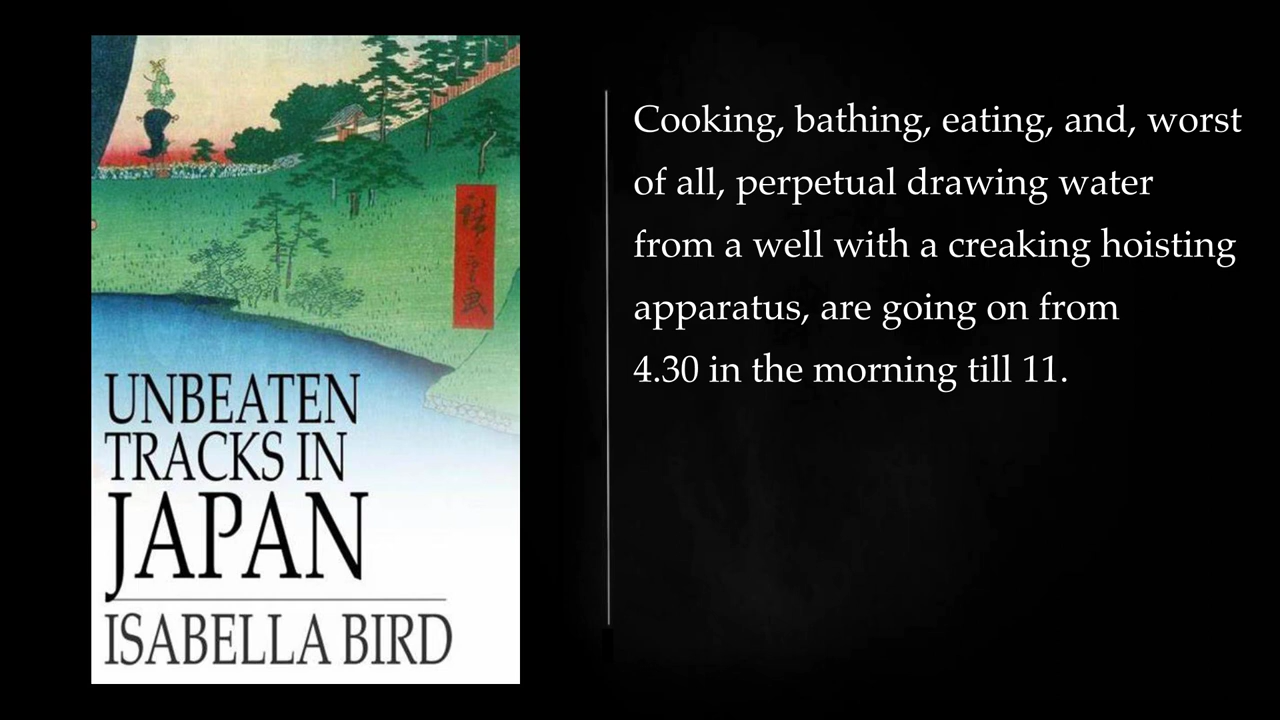 UNBEATEN
TRACKS IN
JAPAN
ISABELLA BIRD
Cooking, bathing, eating, and, worst
of all, perpetual drawing water
from a well with a creaking hoisting
apparatus, are going on from
4.30 in the morning till 11.